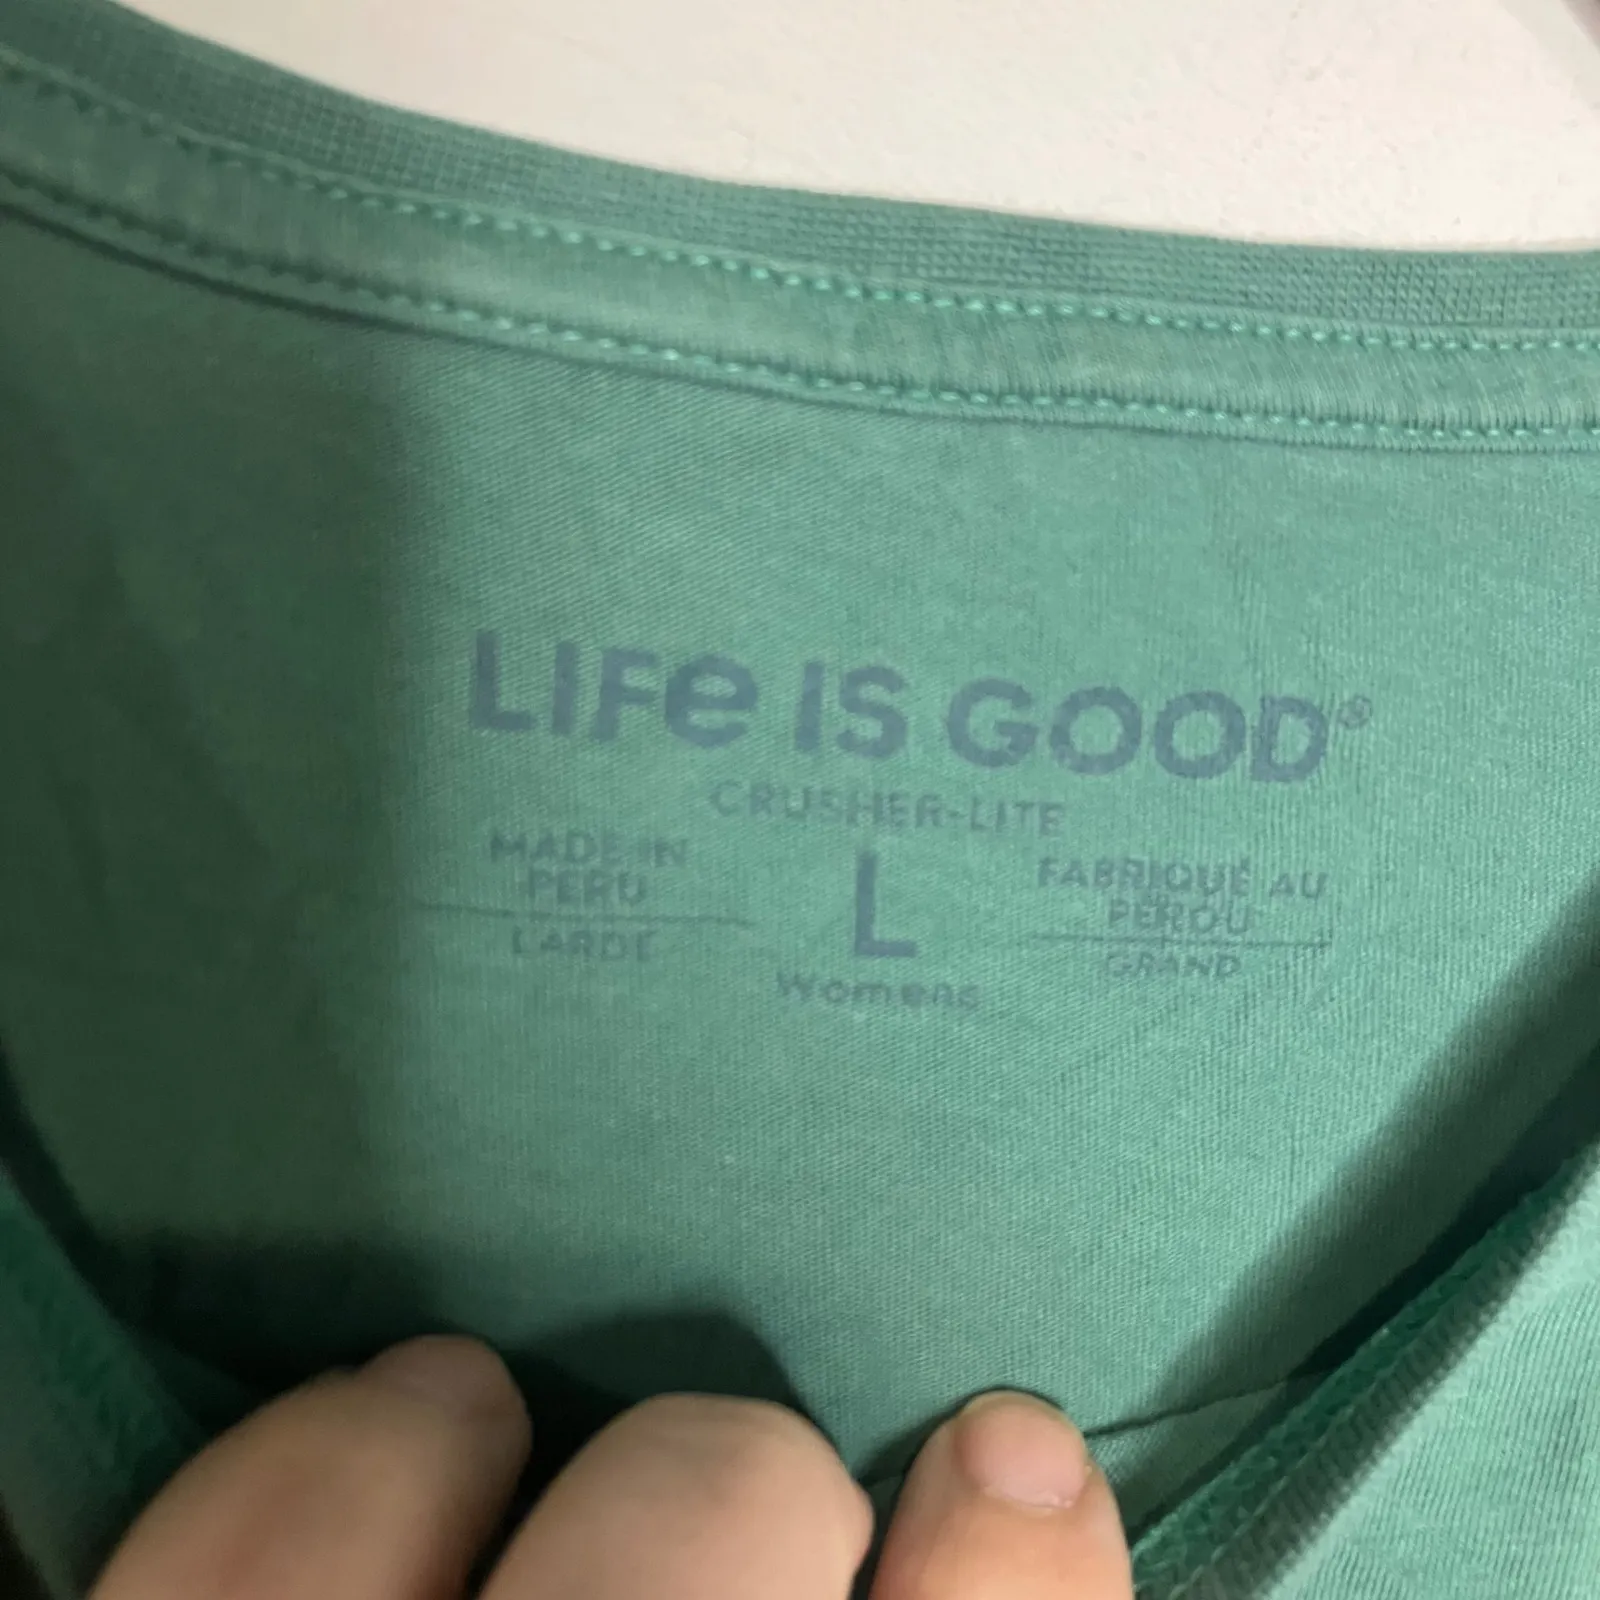 LIFe IS GOOD®
CRUSHER-LITE
MADE IN
PERU
LARGE
L
Womens
FABRIQUÉ AU
PÉROU
GRAND